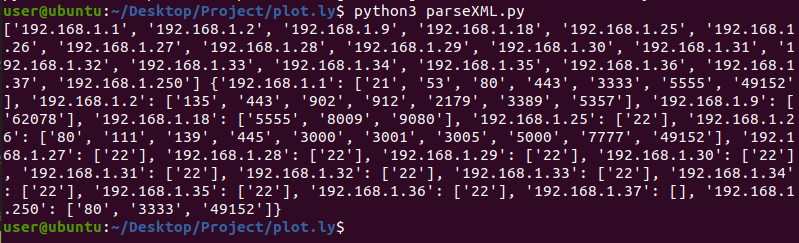 user@ubuntu:~/Desktop/Project/plot.ly$ python3 parseXML.py
['192.168.1.1', '192.168.1.2', '192.168.1.9', '192.168.1.18', '192.168.1.25', '192.168.1
.26', '192.168.1.27', '192.168.1.28', '192.168.1.29', '192.168.1.30', '192.168.1.31', '1
92.168.1.32', '192.168.1.33', '192.168.1.34', '192.168.1.35', '192.168.1.36', '192.168.1
.37', '192.168.1.250'] {'192.168.1.1': ['21', '53', '80', '443', '3333', '5555', '49152'
], '192.168.1.2': ['135', '443', '902', '912', '2179', '3389', '5357'], '192.168.1.9': [
'62078'], '192.168.1.18': ['5555', '8009', '9080'], '192.168.1.25': ['22'], '192.168.1.2
6': ['80', '111', '139', '445', '3000', '3001', '3005', '5000', '7777', '49152'], '192.1
68.1.27': ['22'], '192.168.1.28': ['22'], '192.168.1.29': ['22'], '192.168.1.30': ['22']
, '192.168.1.31': ['22'], '192.168.1.32': ['22'], '192.168.1.33': ['22'], '192.168.1.34'
: ['22'], '192.168.1.35': ['22'], '192.168.1.36': ['22'], '192.168.1.37': [], '192.168.1
.250': ['80', '3333', '49152']}
user@ubuntu:~/Desktop/Project/plot.ly$